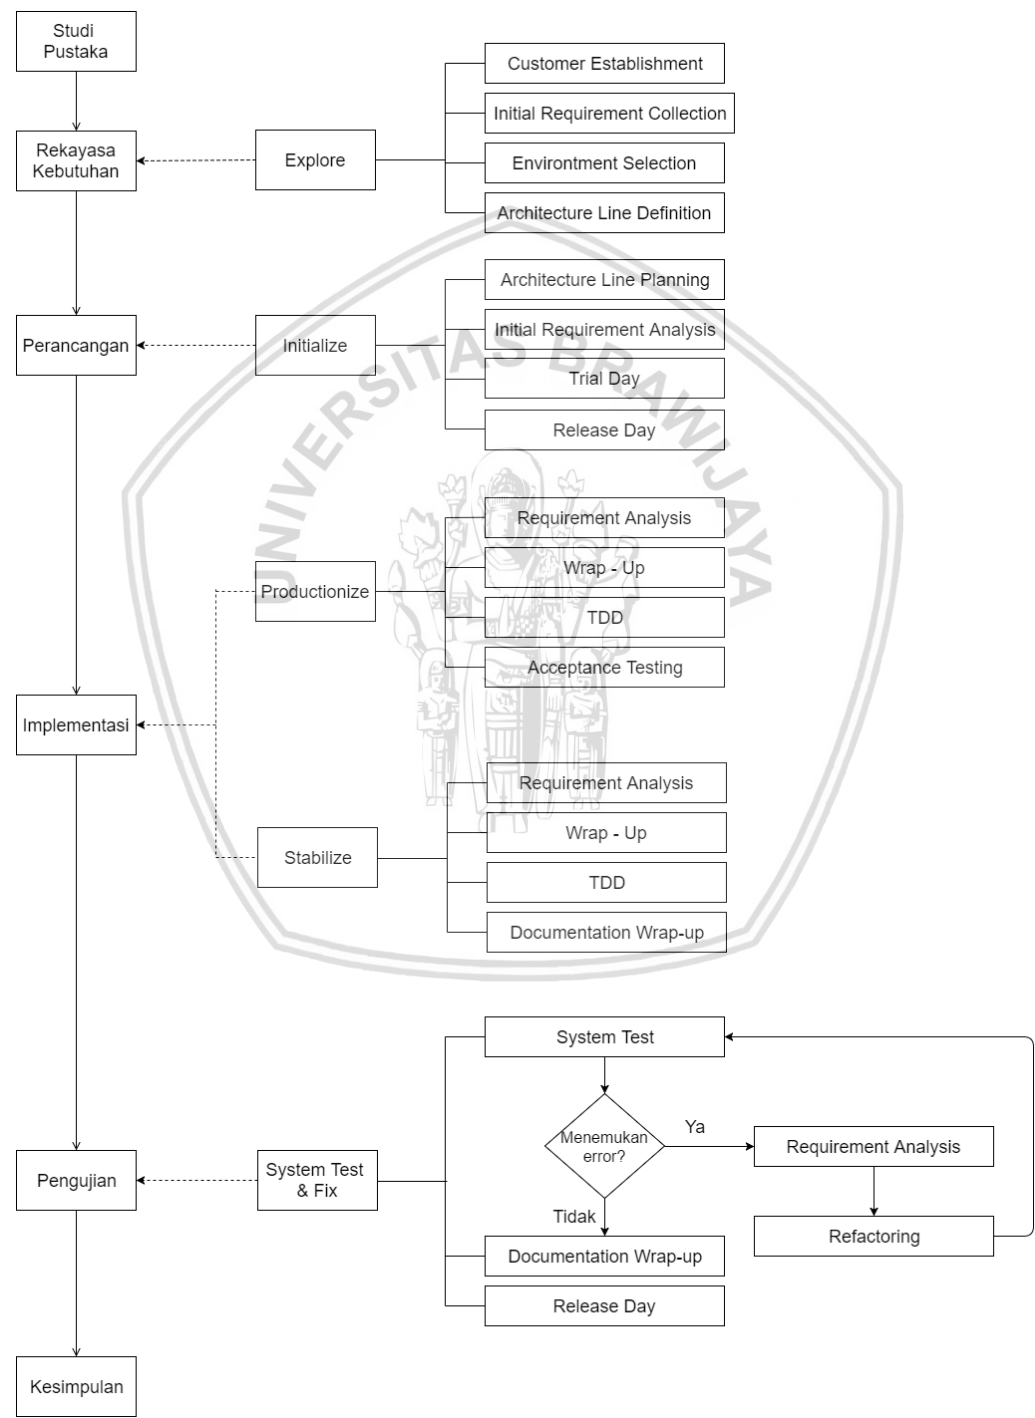 Studi
Pustaka
Customer Establishment
Initial Requirement Collection
Rekayasa
Kebutuhan
Explore
Environtment Selection
Architecture Line Definition
Architecture Line Planning
Perancangan
Initialize
Initial Requirement Analysis
Trial Day
Release Day
UNIVERSITAS BRAWIJAYA
Requirement Analysis
Productionize
Wrap - Up
TDD
Acceptance Testing
Implementasi
Requirement Analysis
Stabilize
Wrap - Up
TDD
Documentation Wrap-up
System Test
Menemukan
error?
Ya
Requirement Analysis
Pengujian
System Test
& Fix
Tidak
Refactoring
Documentation Wrap-up
Release Day
Kesimpulan